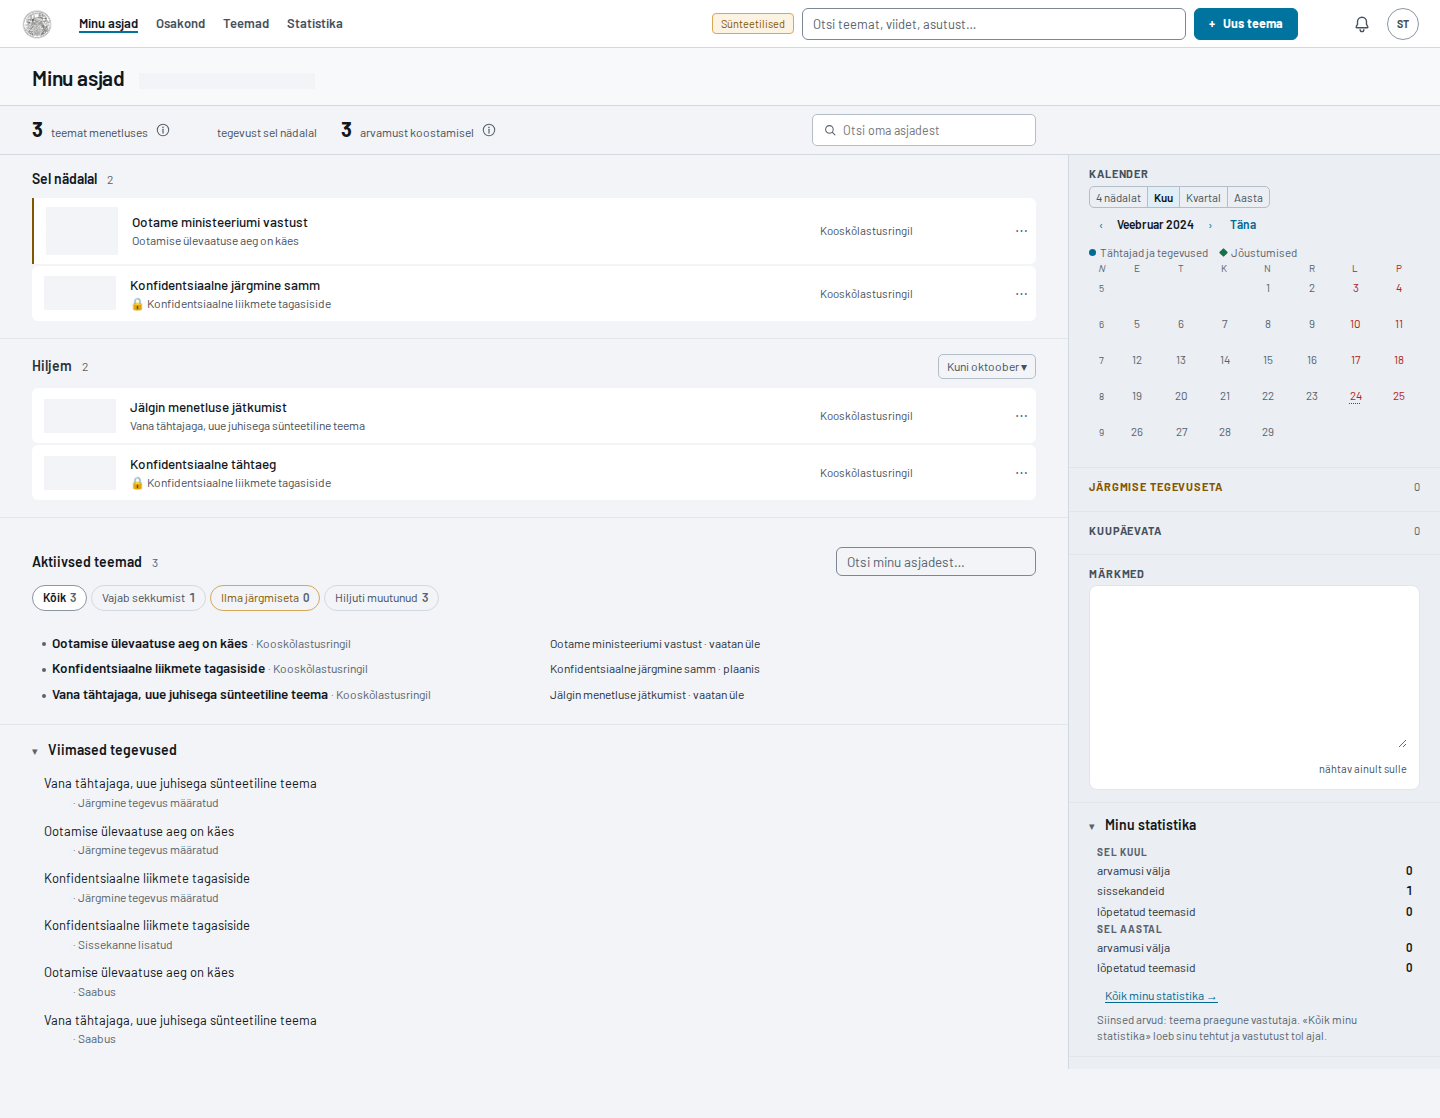 Minu asjad Osakond Teemad Statistika Sünteetilised Otsi teemat, viidet, asutust… + Uus teema ST
Minu asjad
3 teemat menetluses tegevust sel nädalal 3 arvamust koostamisel Otsi oma asjadest
Sel nädalal 2
Ootame ministeeriumi vastust
Ootamise ülevaatuse aeg on käes
Kooskõlastusringil
Konfidentsiaalne järgmine samm
Konfidentsiaalne liikmete tagasiside
Kooskõlastusringil
Hiljem 2 Kuni oktoober ▾
Jälgin menetluse jätkumist
Vana tähtajaga, uue juhisega sünteetiline teema
Kooskõlastusringil
Konfidentsiaalne tähtaeg
Konfidentsiaalne liikmete tagasiside
Kooskõlastusringil
Aktiivsed teemad 3 Otsi minu asjadest…
Kõik 3 Vajab sekkumist 1 Ilma järgmiseta 0 Hiljuti muutunud 3
Ootamise ülevaatuse aeg on käes · Kooskõlastusringil Ootame ministeeriumi vastust · vaatan üle
Konfidentsiaalne liikmete tagasiside · Kooskõlastusringil Konfidentsiaalne järgmine samm · plaanis
Vana tähtajaga, uue juhisega sünteetiline teema · Kooskõlastusringil Jälgin menetluse jätkumist · vaatan üle
▾ Viimased tegevused
Vana tähtajaga, uue juhisega sünteetiline teema
· Järgmine tegevus määratud
Ootamise ülevaatuse aeg on käes
· Järgmine tegevus määratud
Konfidentsiaalne liikmete tagasiside
· Järgmine tegevus määratud
Konfidentsiaalne liikmete tagasiside
· Sissekanne lisatud
Ootamise ülevaatuse aeg on käes
· Saabus
Vana tähtajaga, uue juhisega sünteetiline teema
· Saabus
KALENDER
4 nädalat Kuu Kvartal Aasta
‹ Veebruar 2024 › Täna
Tähtajad ja tegevused Jõustumised
N E T K N R L P
5 1 2 3 4
6 5 6 7 8 9 10 11
7 12 13 14 15 16 17 18
8 19 20 21 22 23 24 25
9 26 27 28 29
JÄRGMISE TEGEVUSETA 0
KUUPÄEVATA 0
MÄRKMED
nähtav ainult sulle
▾ Minu statistika
SEL KUUL
arvamusi välja 0
sissekandeid 1
lõpetatud teemasid 0
SEL AASTAL
arvamusi välja 0
lõpetatud teemasid 0
Kõik minu statistika →
Siinsed arvud: teema praegune vastutaja. «Kõik minu
statistika» loeb sinu tehtut ja vastutust tol ajal.